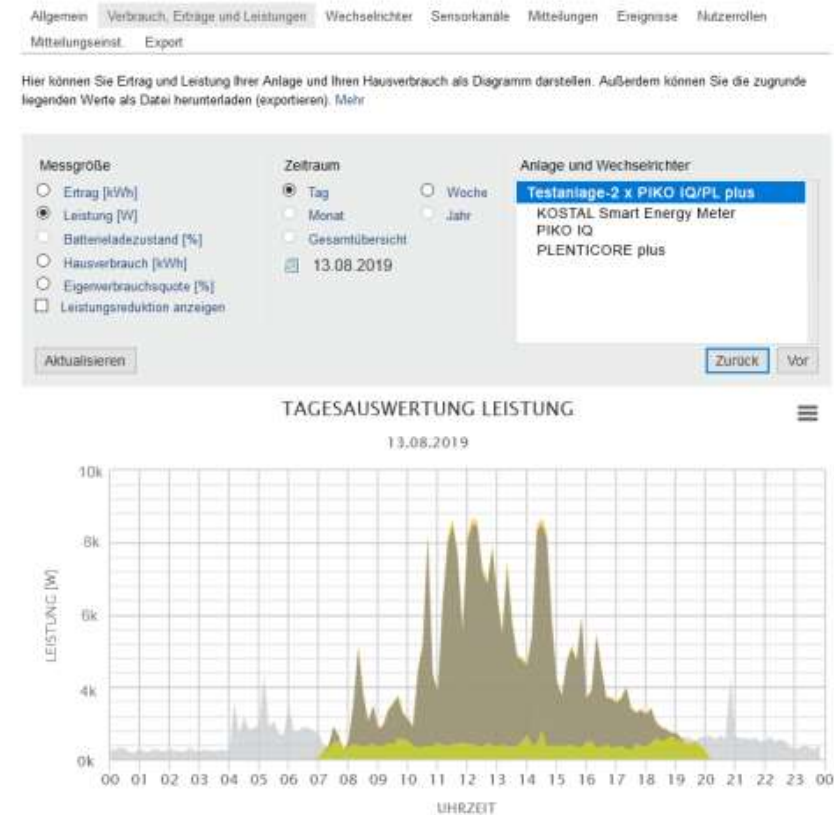 Allgemein Verbrauch, Erträge und Leistungen Wechselrichter Sensorkanäle Mitteilungen Ereignisse Nutzerrollen
Mitteilungseinst. Export
Hier können Sie Ertrag und Leistung Ihrer Anlage und Ihren Hausverbrauch als Diagramm darstellen. Außerdem können Sie die zugrunde
liegenden Werte als Datei herunterladen (exportieren). Mehr
Messgröße Zeitraum Anlage und Wechselrichter
Ertrag [kWh] Tag Woche Testanlage-2 x PIKO IQ/PL plus
Leistung [W] Monat Jahr KOSTAL Smart Energy Meter
Batterieladezustand [%] Gesamtübersicht PIKO IQ
Hausverbrauch [kWh] 13.08.2019 PLENTICORE plus
Eigenverbrauchsquote [%]
Leistungsreduktion anzeigen
Aktualisieren Zurück Vor
TAGESAUSWERTUNG LEISTUNG
13.08.2019
10k
8k
6k
4k
0k
LEISTUNG [W]
00 01 02 03 04 05 06 07 08 09 10 11 12 13 14 15 16 17 18 19 20 21 22 23 00
UHRZEIT